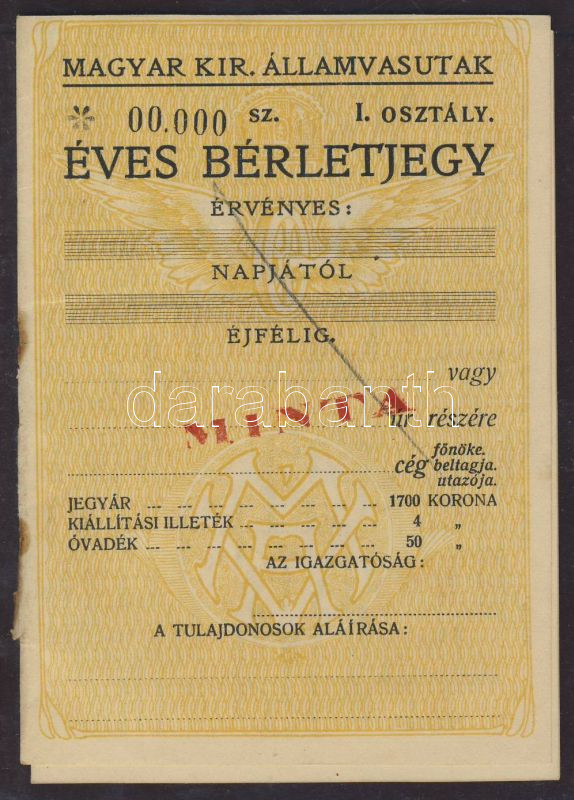 MAGYAR KIR. ÁLLAMVASUTAK
* 00.000 SZ. I. OSZTÁLY.
ÉVES BÉRLETJEGY
ÉRVÉNYES:
NAPJÁTÓL
ÉJFÉLIG.
vagy
darabanth
MINTA
úr részére
főnöke.
cég beltagja.
utazója.
JEGYÁR 1700 KORONA
KIÁLLÍTÁSI ILLETÉK 4 „
ÓVADÉK 50 „
AZ IGAZGATÓSÁG:
A TULAJDONOSOK ALÁÍRÁSA: